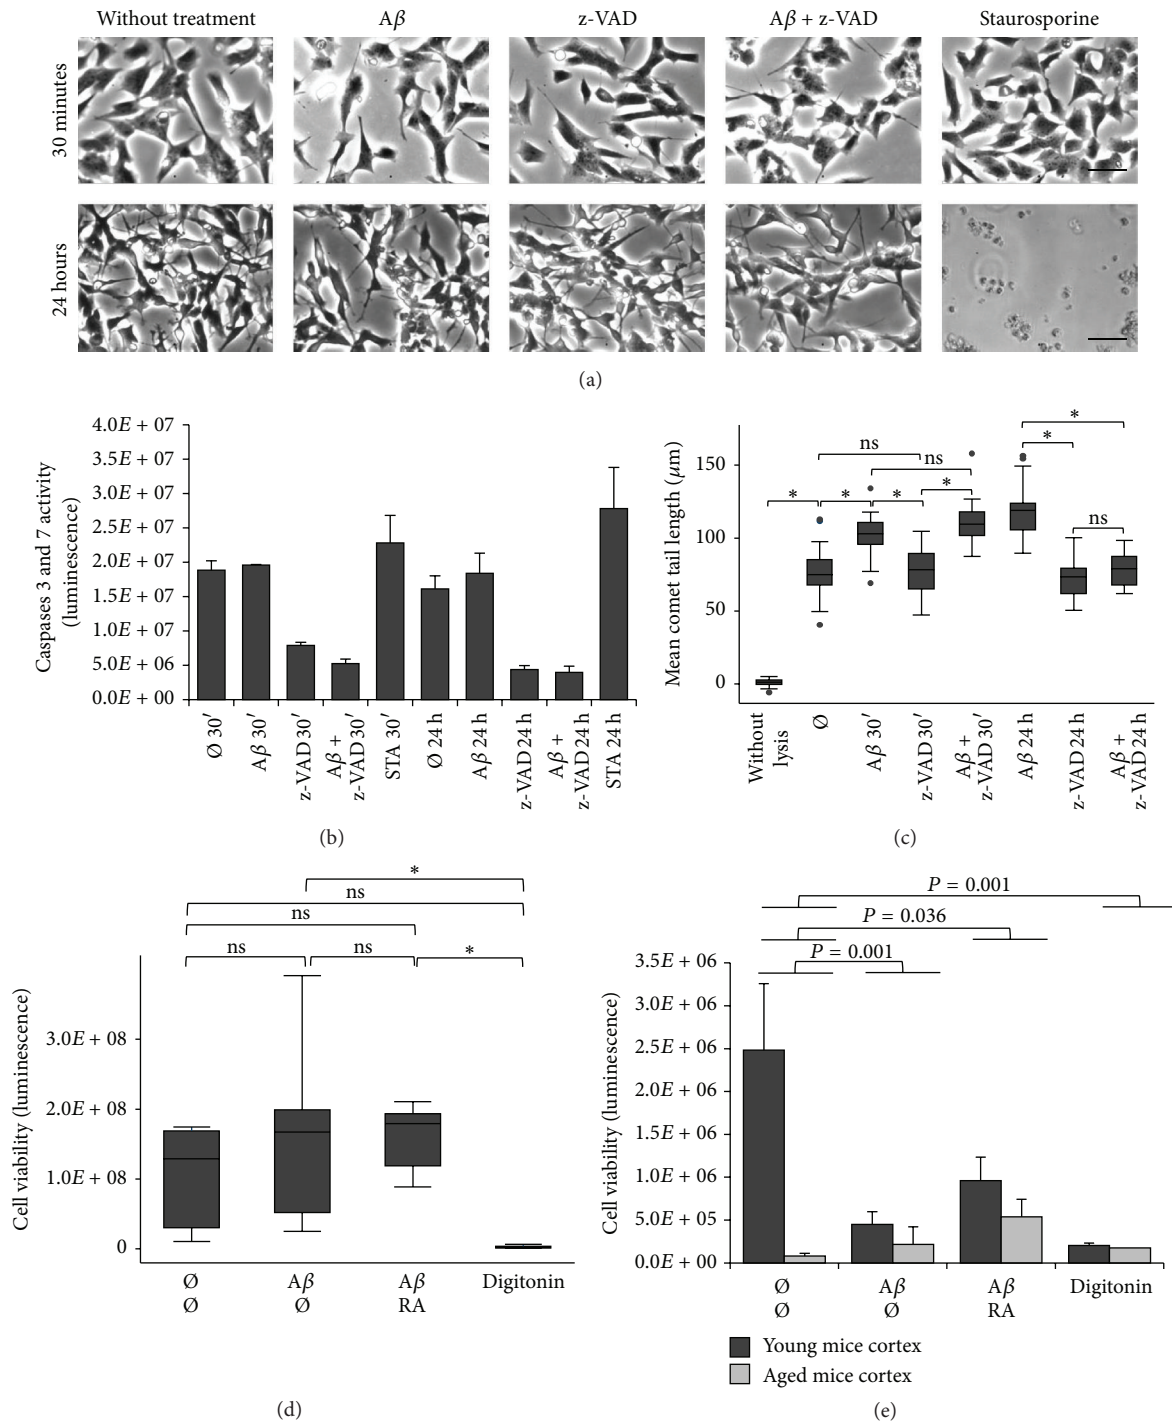 Without treatment Aβ z-VAD Aβ + z-VAD Staurosporine
30 minutes
24 hours
(a)
Caspases 3 and 7 activity
(luminescence)
4.0E + 07
3.5E + 07
3.0E + 07
2.5E + 07
2.0E + 07
1.5E + 07
1.0E + 07
5.0E + 06
0.0E + 00
Ø 30′
Aβ 30′
z-VAD 30′
Aβ +
z-VAD 30′
STA 30′
Ø 24 h
Aβ 24 h
z-VAD 24 h
Aβ +
z-VAD 24 h
STA 24 h
(b)
Mean comet tail length (μm)
150
100
50
0
*
ns *
ns
* * * *
ns
Without
lysis
Ø
Aβ 30′
z-VAD 30′
Aβ +
z-VAD 30′
Aβ 24 h
z-VAD 24 h
Aβ +
z-VAD 24 h
(c)
*
ns
ns
ns ns *
Cell viability (luminescence)
3.0E + 08
2.0E + 08
1.0E + 08
0
Ø Aβ Aβ Digitonin
Ø Ø RA
(d)
P = 0.001
P = 0.036
P = 0.001
Cell viability (luminescence)
3.5E + 06
3.0E + 06
2.5E + 06
2.0E + 06
1.5E + 06
1.0E + 06
5.0E + 05
0.0E + 00
Ø Aβ Aβ Digitonin
Ø Ø RA
Young mice cortex
Aged mice cortex
(e)